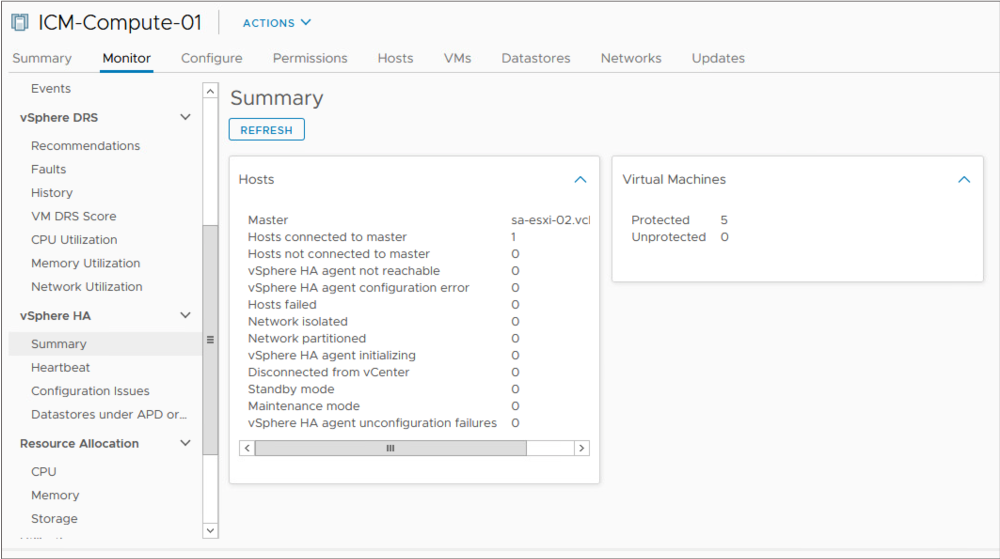 ICM-Compute-01 ACTIONS
Summary Monitor Configure Permissions Hosts VMs Datastores Networks Updates
Events
vSphere DRS
Recommendations
Faults
History
VM DRS Score
CPU Utilization
Memory Utilization
Network Utilization
vSphere HA
Summary
Heartbeat
Configuration Issues
Datastores under APD or...
Resource Allocation
CPU
Memory
Storage
Summary
REFRESH
Hosts
Master sa-esxi-02.vcl
Hosts connected to master 1
Hosts not connected to master 0
vSphere HA agent not reachable 0
vSphere HA agent configuration error 0
Hosts failed 0
Network isolated 0
Network partitioned 0
vSphere HA agent initializing 0
Disconnected from vCenter 0
Standby mode 0
Maintenance mode 0
vSphere HA agent unconfiguration failures 0
Virtual Machines
Protected 5
Unprotected 0